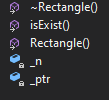 ~Rectangle()
isExist()
Rectangle()
_n
_ptr